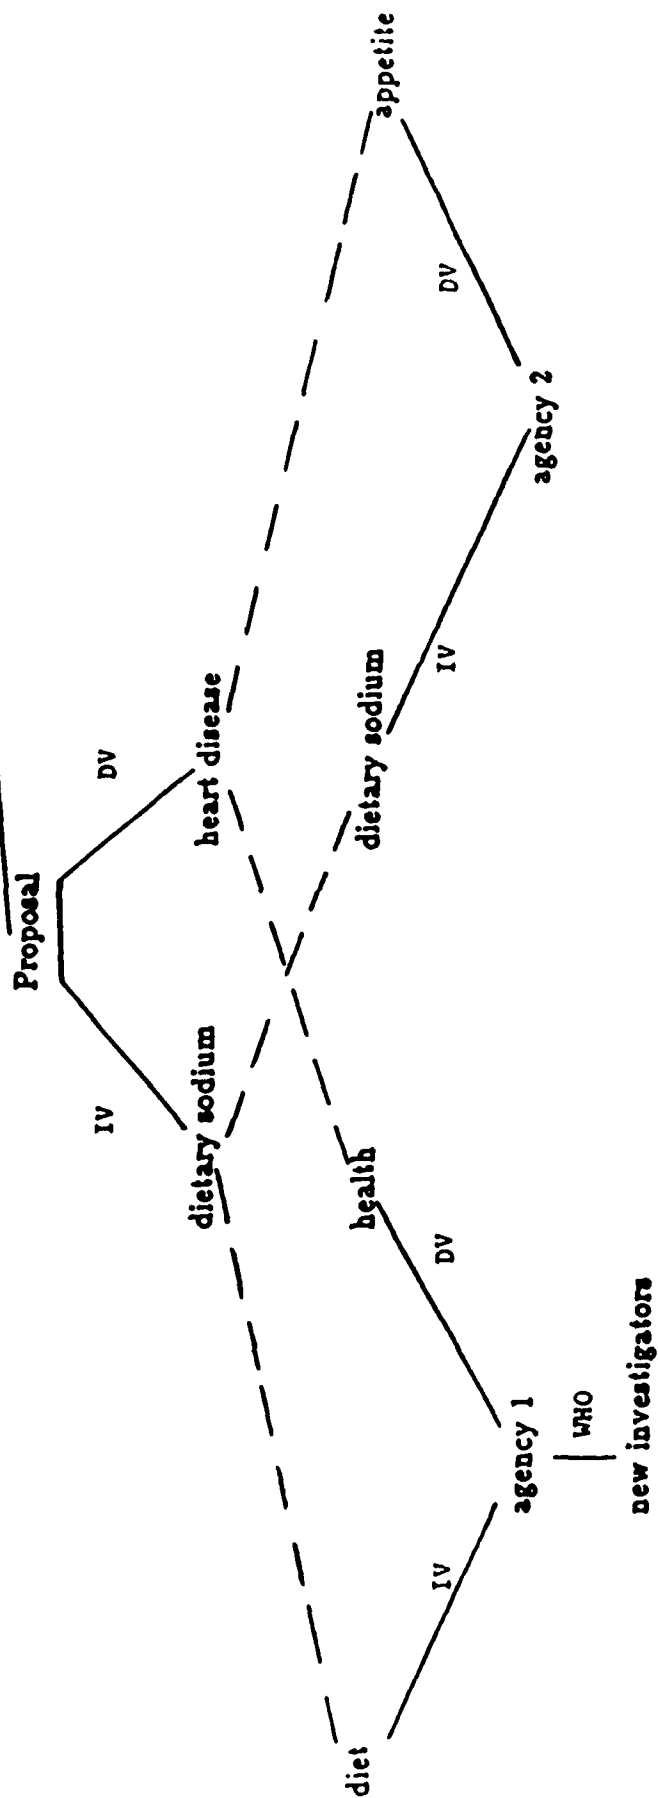 Proposal
IV
DV
dietary sodium
heart disease
diet
health
dietary sodium
appetite
IV
DV
IV
DV
agency 1
agency 2
WHO
new investigators